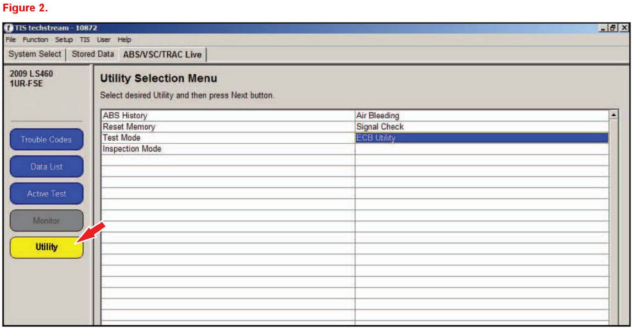 Figure 2.
TIS techstream - 10872
File Function Setup TIS User Help
System Select Stored Data ABS/VSC/TRAC Live
2009 LS460
1UR-FSE
Utility Selection Menu
Select desired Utility and then press Next button.
ABS History Air Bleeding
Reset Memory Signal Check
Test Mode ECB Utility
Inspection Mode
Trouble Codes
Data List
Active Test
Monitor
Utility